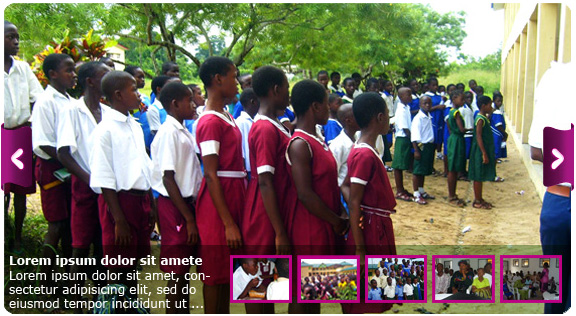 Lorem ipsum dolor sit amete
Lorem ipsum dolor sit amet, con-
sectetur adipisicing elit, sed do
eiusmod tempor incididunt ut ...